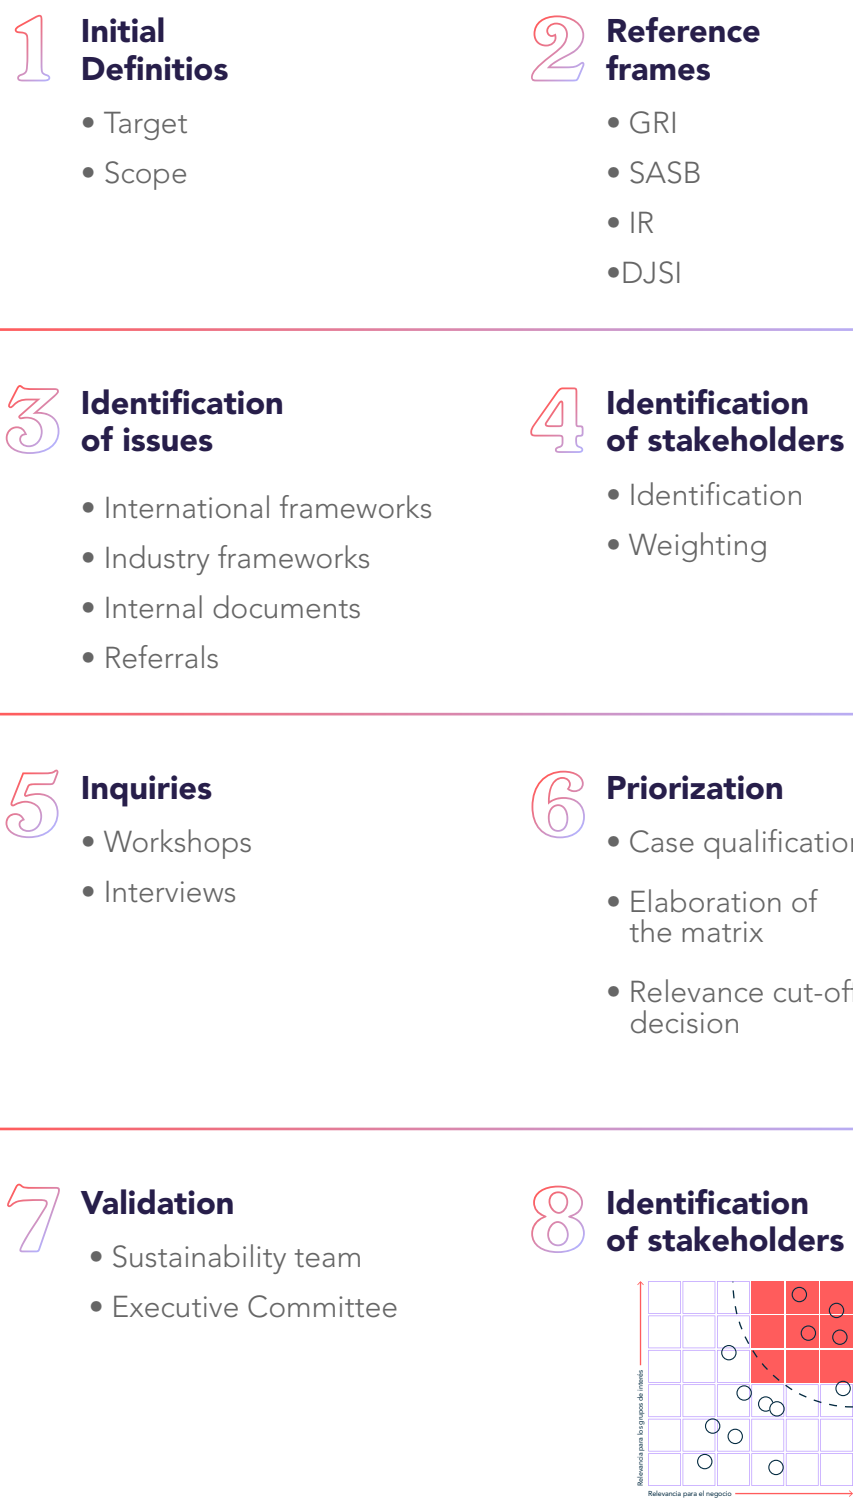 1 Initial
Definitios
• Target
• Scope
2 Reference
frames
• GRI
• SASB
• IR
•DJSI
3 Identification
of issues
• International frameworks
• Industry frameworks
• Internal documents
• Referrals
4 Identification
of stakeholders
• Identification
• Weighting
5 Inquiries
• Workshops
• Interviews
6 Priorization
• Case qualification
• Elaboration of
the matrix
• Relevance cut-off
decision
7 Validation
• Sustainability team
• Executive Committee
8 Identification
of stakeholders
Relevancia para los grupos de interés
Relevancia para el negocio